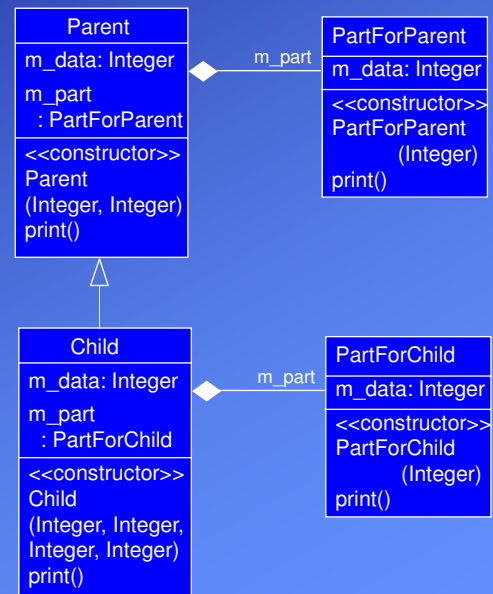 Parent
m_data: Integer
m_part
: PartForParent
<<constructor>>
Parent
(Integer, Integer)
print()
m_part
PartForParent
m_data: Integer
<<constructor>>
PartForParent
(Integer)
print()
Child
m_data: Integer
m_part
: PartForChild
<<constructor>>
Child
(Integer, Integer,
Integer, Integer)
print()
m_part
PartForChild
m_data: Integer
<<constructor>>
PartForChild
(Integer)
print()